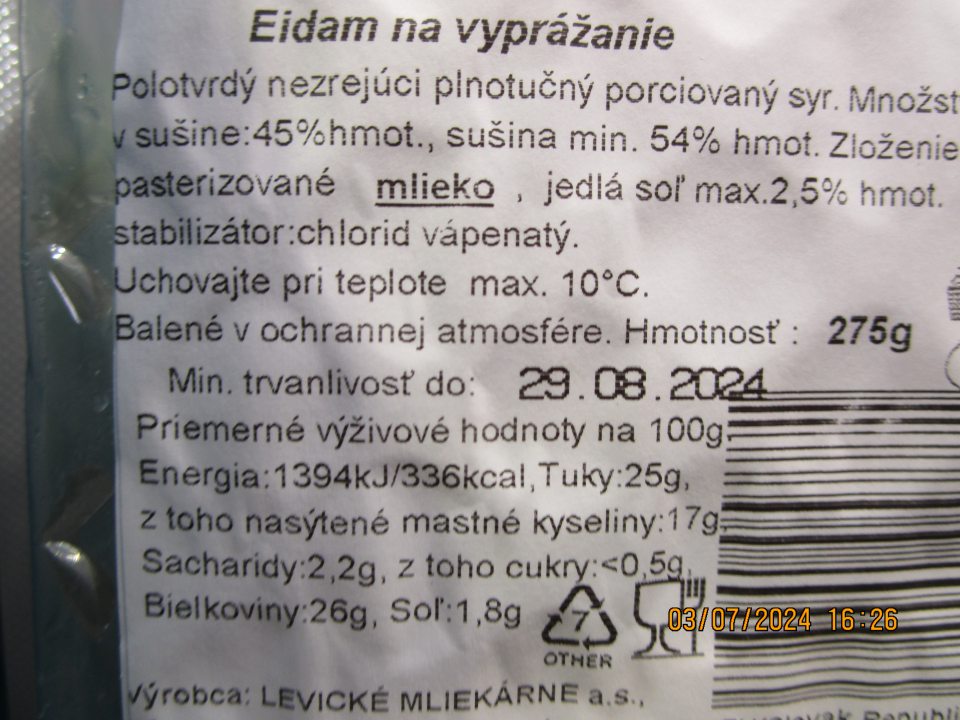 Eidam na vyprážanie
Polotvrdý nezrejúci plnotučný porciovaný syr. Množst
v sušine:45%hmot., sušina min. 54% hmot. Zloženie
pasterizované mlieko , jedlá soľ max.2,5% hmot.
stabilizátor:chlorid vápenatý.
Uchovajte pri teplote max. 10°C.
Balené v ochrannej atmosfére. Hmotnosť : 275g
Min. trvanlivosť do: 29.08.2024
Priemerné výživové hodnoty na 100g.
Energia:1394kJ/336kcal,Tuky:25g,
z toho nasýtené mastné kyseliny:17g.
Sacharidy:2,2g, z toho cukry:<0,5g,
Bielkoviny:26g, Soľ:1,8g
7
OTHER
03/07/2024 16:26
Výrobca: LEVICKÉ MLIEKÁRNE a.s.,